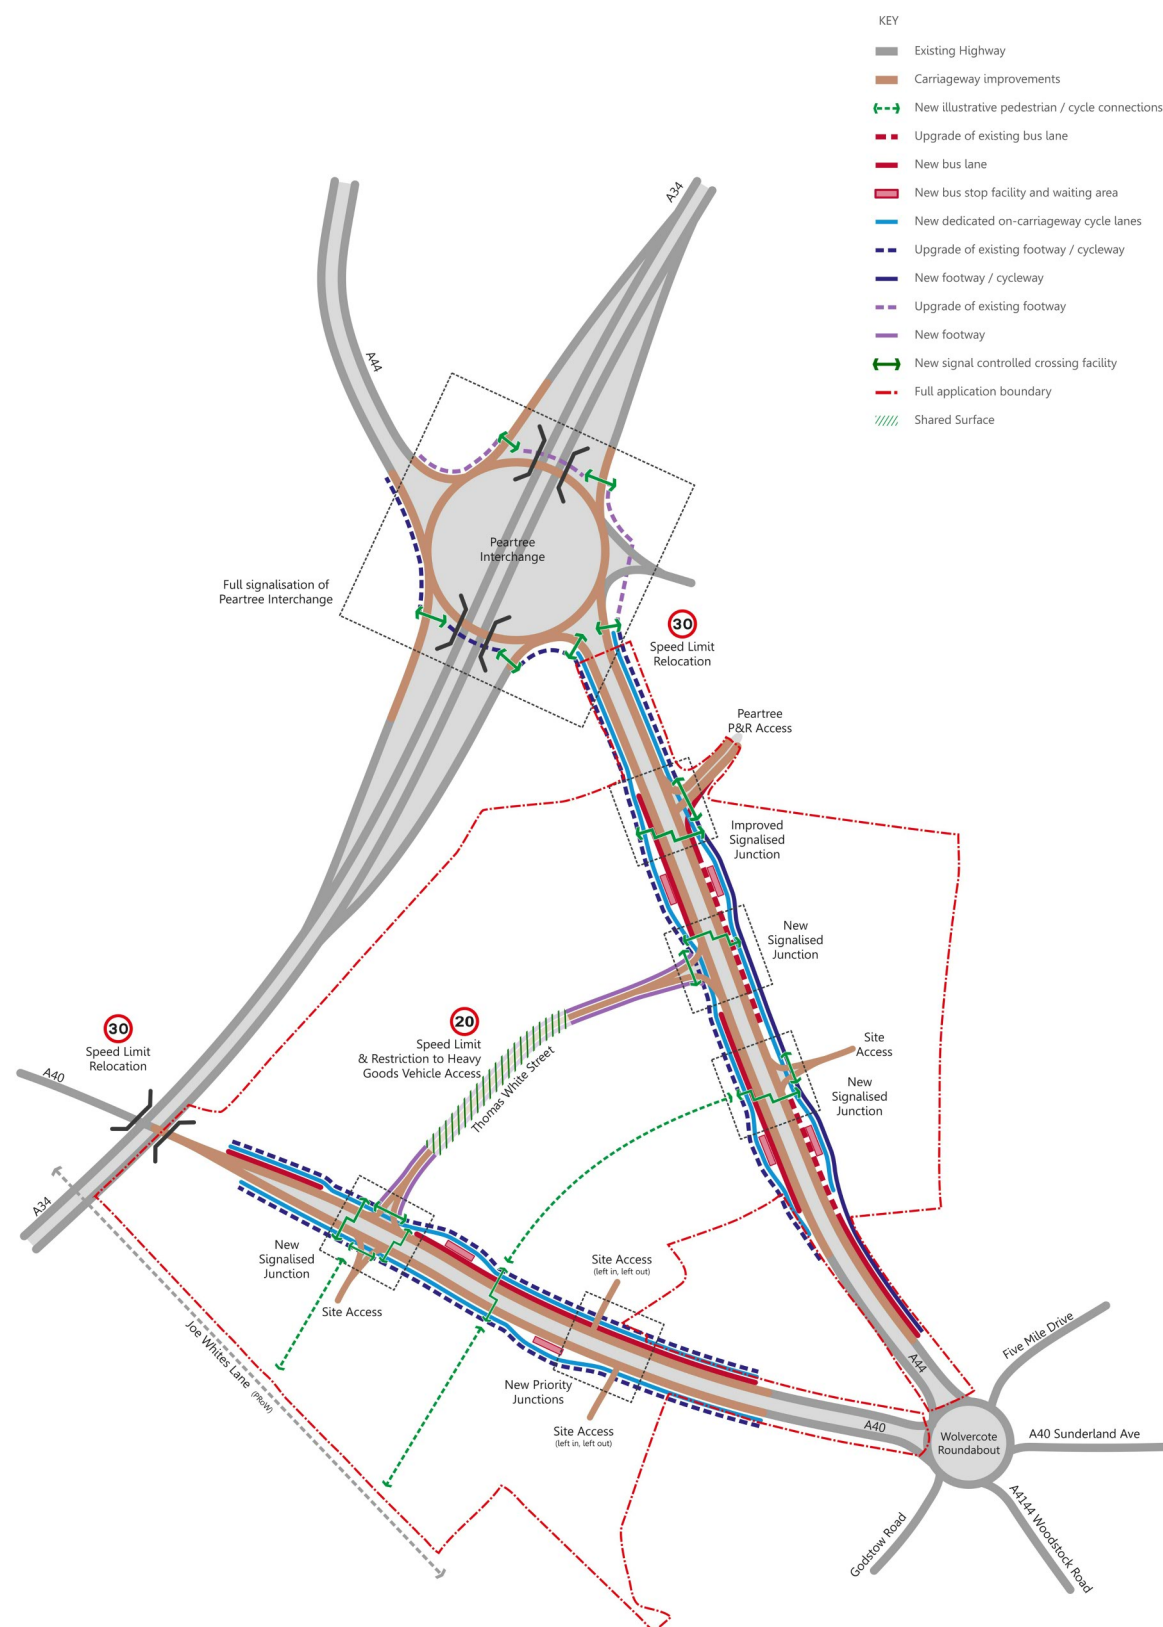 KEY
Existing Highway
Carriageway improvements
New illustrative pedestrian / cycle connections
Upgrade of existing bus lane
New bus lane
New bus stop facility and waiting area
New dedicated on-carriageway cycle lanes
Upgrade of existing footway / cycleway
New footway / cycleway
Upgrade of existing footway
New footway
New signal controlled crossing facility
Full application boundary
Shared Surface
A34
A44
Peartree
Interchange
Full signalisation of
Peartree Interchange
30
Speed Limit
Relocation
Peartree
P&R Access
Improved
Signalised
Junction
New
Signalised
Junction
Site
Access
New
Signalised
Junction
20
Speed Limit
& Restriction to Heavy
Goods Vehicle Access
Thomas White Street
30
Speed Limit
Relocation
A40
A34
New
Signalised
Junction
Site Access
Site Access
(left in, left out)
Joe Whites Lane (PRoW)
New Priority
Junctions
Site Access
(left in, left out)
A44
A40
Five Mile Drive
Wolvercote
Roundabout
A40 Sunderland Ave
Godstow Road
A4144 Woodstock Road